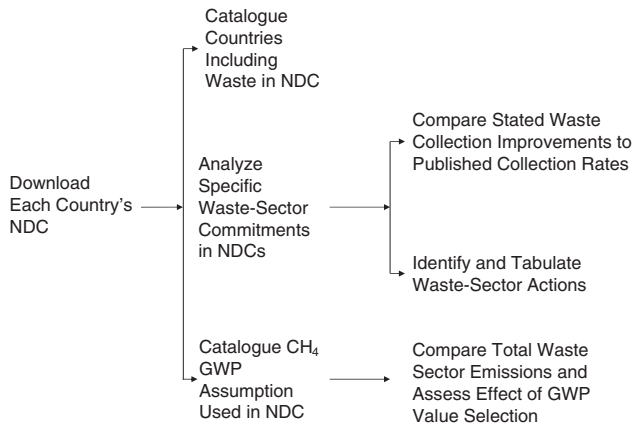 Download
Each Country's
NDC
Catalogue
Countries
Including
Waste in NDC
Analyze
Specific
Waste-Sector
Commitments
in NDCs
Catalogue CH₄
GWP
Assumption
Used in NDC
Compare Stated Waste
Collection Improvements to
Published Collection Rates
Identify and Tabulate
Waste-Sector Actions
Compare Total Waste
Sector Emissions and
Assess Effect of GWP
Value Selection